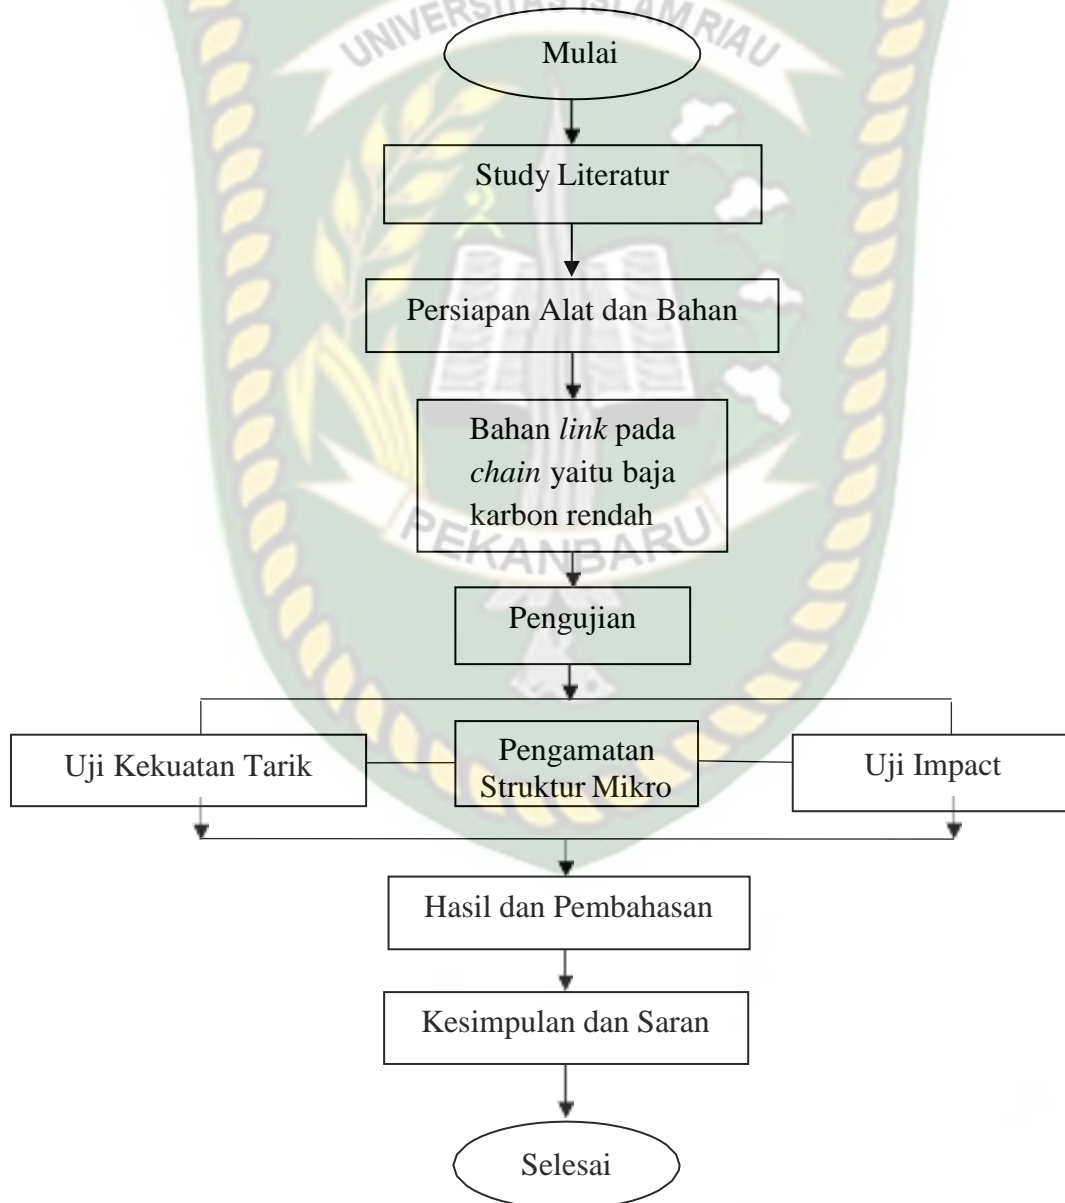 UNIVERSITAS ISLAM RIAU
Mulai
Study Literatur
Persiapan Alat dan Bahan
Bahan link pada
chain yaitu baja
karbon rendah
PEKANBARU
Pengujian
Uji Kekuatan Tarik
Pengamatan
Struktur Mikro
Uji Impact
Hasil dan Pembahasan
Kesimpulan dan Saran
Selesai